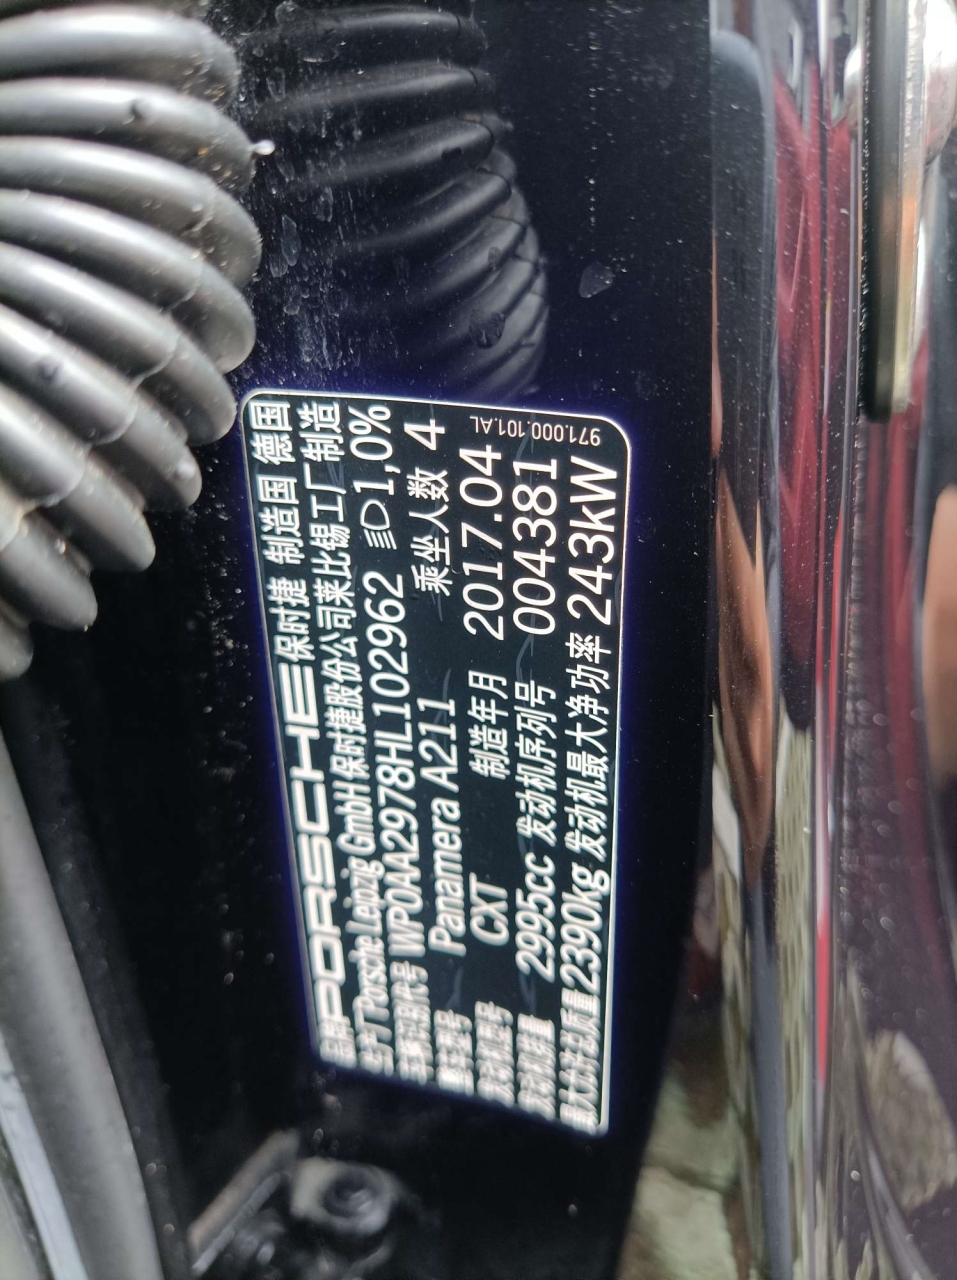 品牌 PORSCHE 保时捷 制造国 德国
生产厂 Porsche Leipzig GmbH 保时捷股份公司莱比锡工厂制造
车辆识别代号 WP0AA2978HL102962 1,0%
整车型号 Panamera A211 乘坐人数 4
发动机型号 CXT 制造年月 2017.04
发动机排量 2995cc 发动机序列号 004381
最大允许总质量 2390kg 发动机最大净功率 243kW
971.000.101.AL